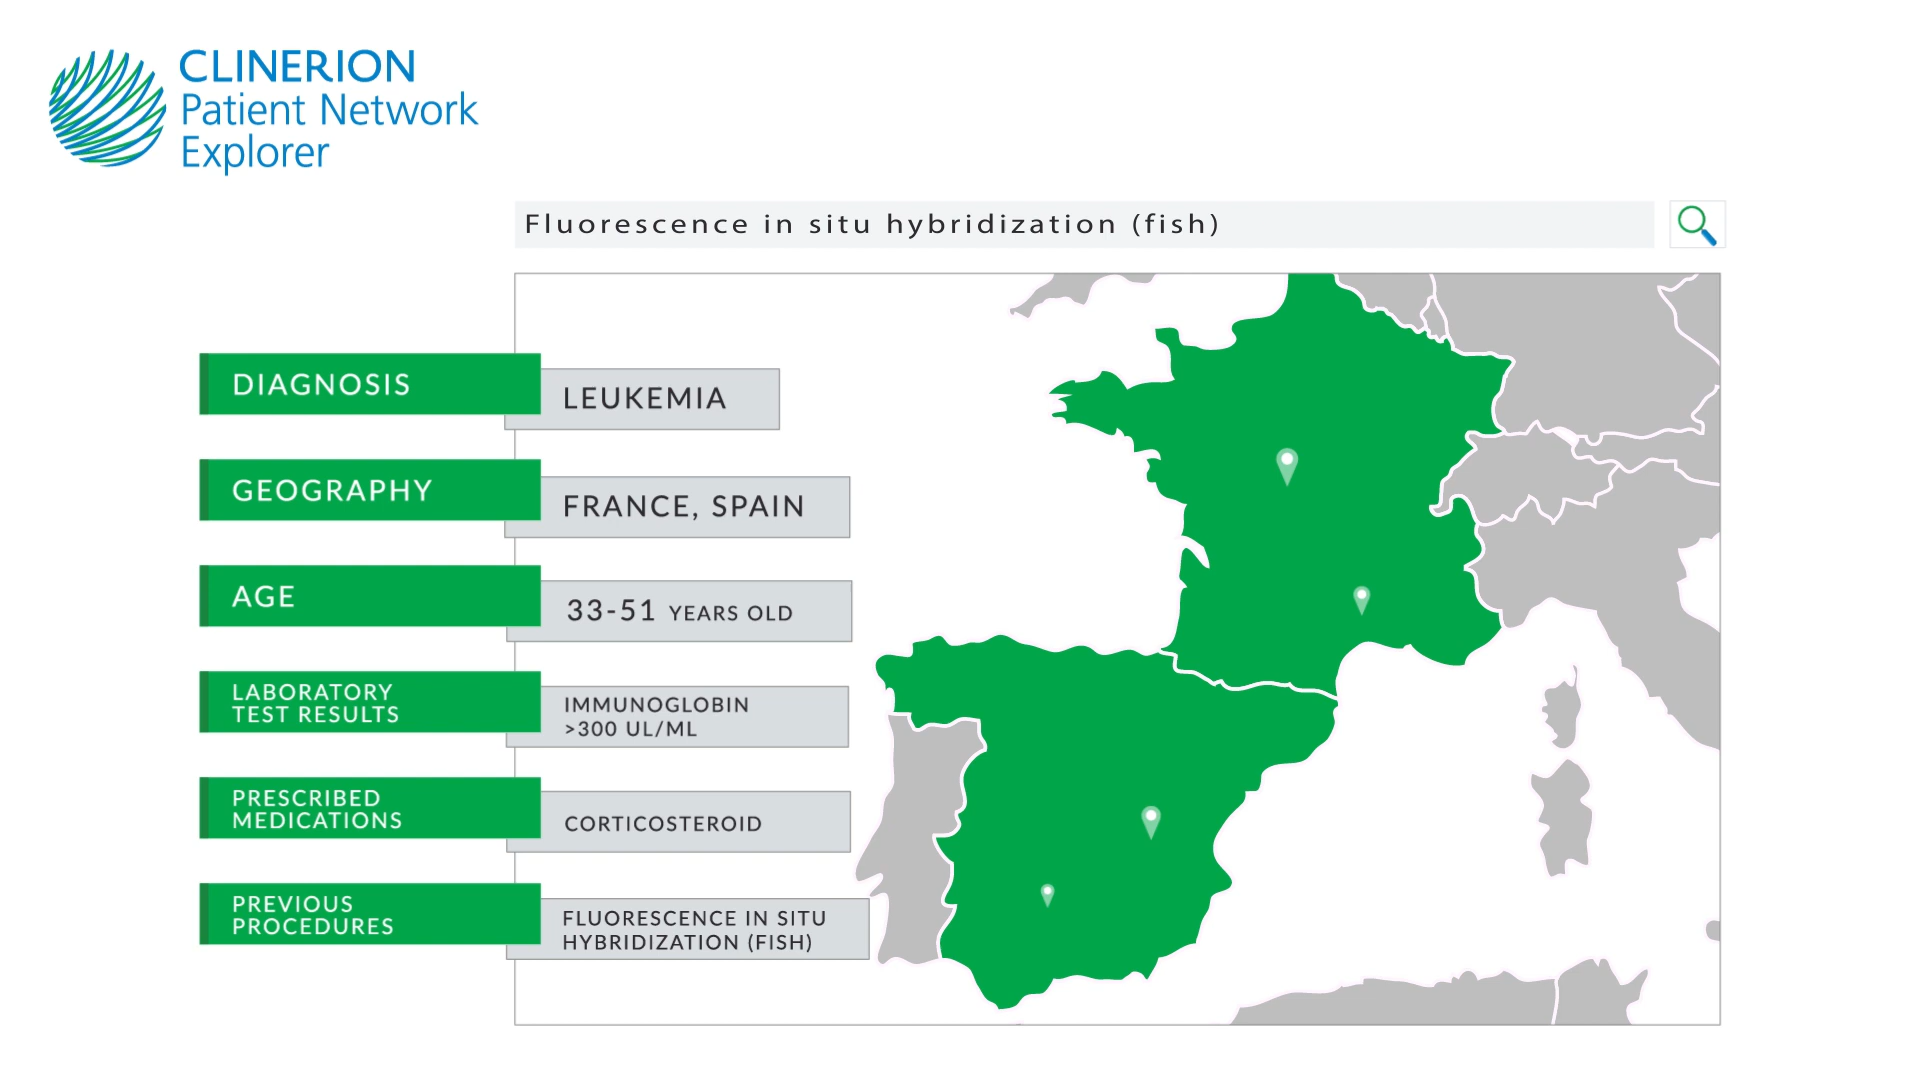 CLINERION
Patient Network
Explorer
Fluorescence in situ hybridization (fish)
DIAGNOSIS
LEUKEMIA
GEOGRAPHY
FRANCE, SPAIN
AGE
33-51 YEARS OLD
LABORATORY
TEST RESULTS
IMMUNOGLOBIN
>300 UL/ML
PRESCRIBED
MEDICATIONS
CORTICOSTEROID
PREVIOUS
PROCEDURES
FLUORESCENCE IN SITU
HYBRIDIZATION (FISH)